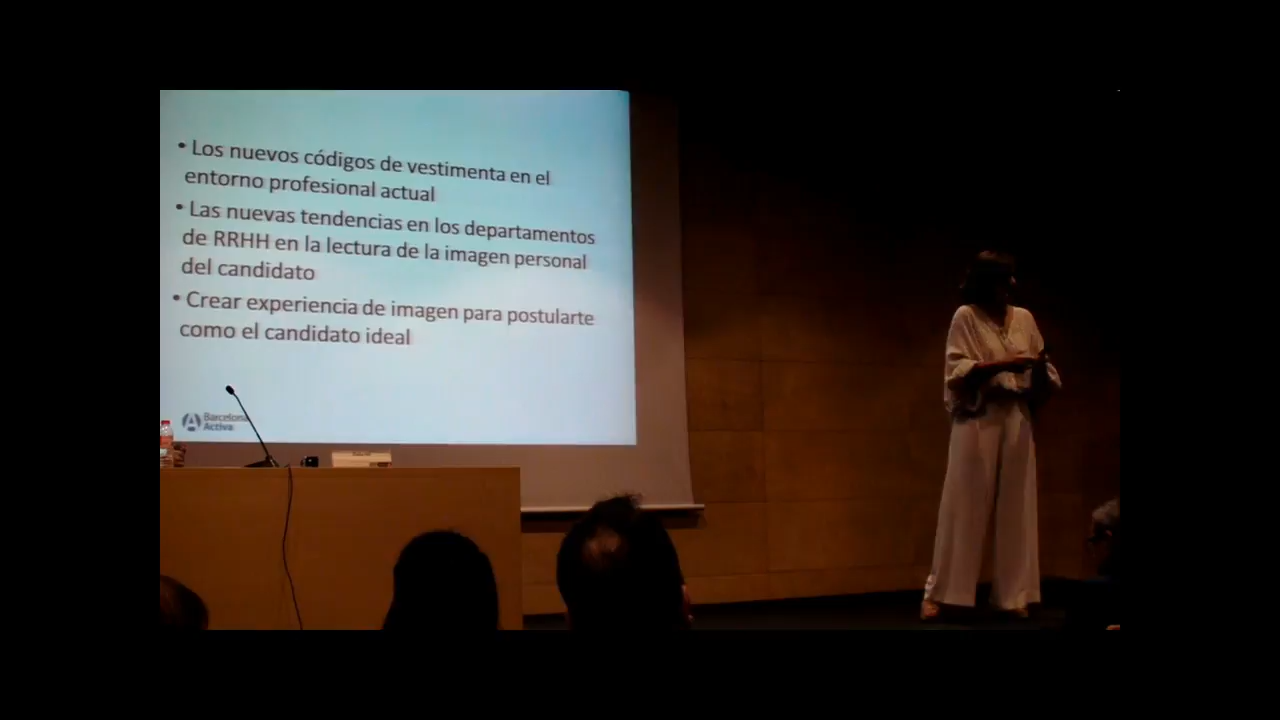 • Los nuevos códigos de vestimenta en el
entorno profesional actual
• Las nuevas tendencias en los departamentos
de RRHH en la lectura de la imagen personal
del candidato
• Crear experiencia de imagen para postularte
como el candidato ideal
Barcelona
Activa